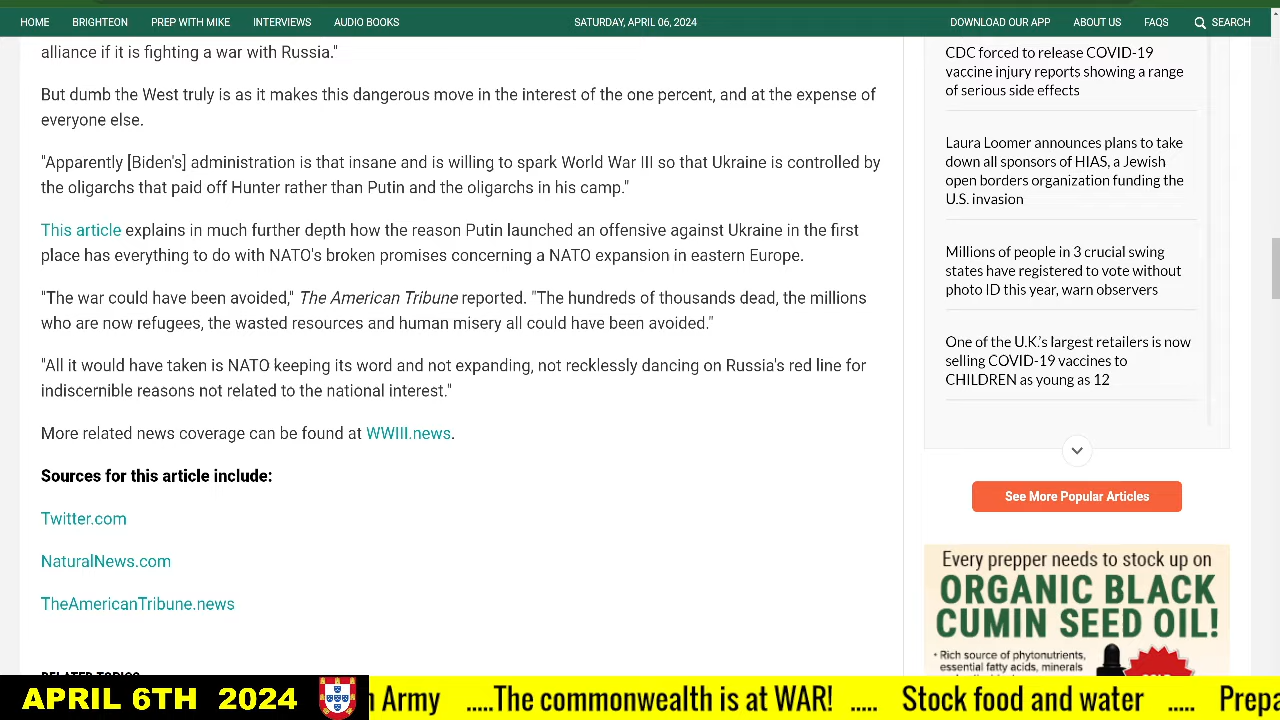 HOME BRIGHTEON PREP WITH MIKE INTERVIEWS AUDIO BOOKS SATURDAY, APRIL 06, 2024 DOWNLOAD OUR APP ABOUT US FAQS SEARCH
alliance if it is fighting a war with Russia."
But dumb the West truly is as it makes this dangerous move in the interest of the one percent, and at the expense of
everyone else.
"Apparently [Biden's] administration is that insane and is willing to spark World War III so that Ukraine is controlled by
the oligarchs that paid off Hunter rather than Putin and the oligarchs in his camp."
This article explains in much further depth how the reason Putin launched an offensive against Ukraine in the first
place has everything to do with NATO's broken promises concerning a NATO expansion in eastern Europe.
"The war could have been avoided," The American Tribune reported. "The hundreds of thousands dead, the millions
who are now refugees, the wasted resources and human misery all could have been avoided."
"All it would have taken is NATO keeping its word and not expanding, not recklessly dancing on Russia's red line for
indiscernible reasons not related to the national interest."
More related news coverage can be found at WWIII.news.
Sources for this article include:
Twitter.com
NaturalNews.com
TheAmericanTribune.news
RELATED TOPICS
CDC forced to release COVID-19
vaccine injury reports showing a range
of serious side effects
Laura Loomer announces plans to take
down all sponsors of HIAS, a Jewish
open borders organization funding the
U.S. invasion
Millions of people in 3 crucial swing
states have registered to vote without
photo ID this year, warn observers
One of the U.K.'s largest retailers is now
selling COVID-19 vaccines to
CHILDREN as young as 12
See More Popular Articles
Every prepper needs to stock up on
ORGANIC BLACK
CUMIN SEED OIL!
• Rich source of phytonutrients,
essential fatty acids, minerals
APRIL 6TH 2024 Army .....The commonwealth is at WAR! ..... Stock food and water ..... Prepa